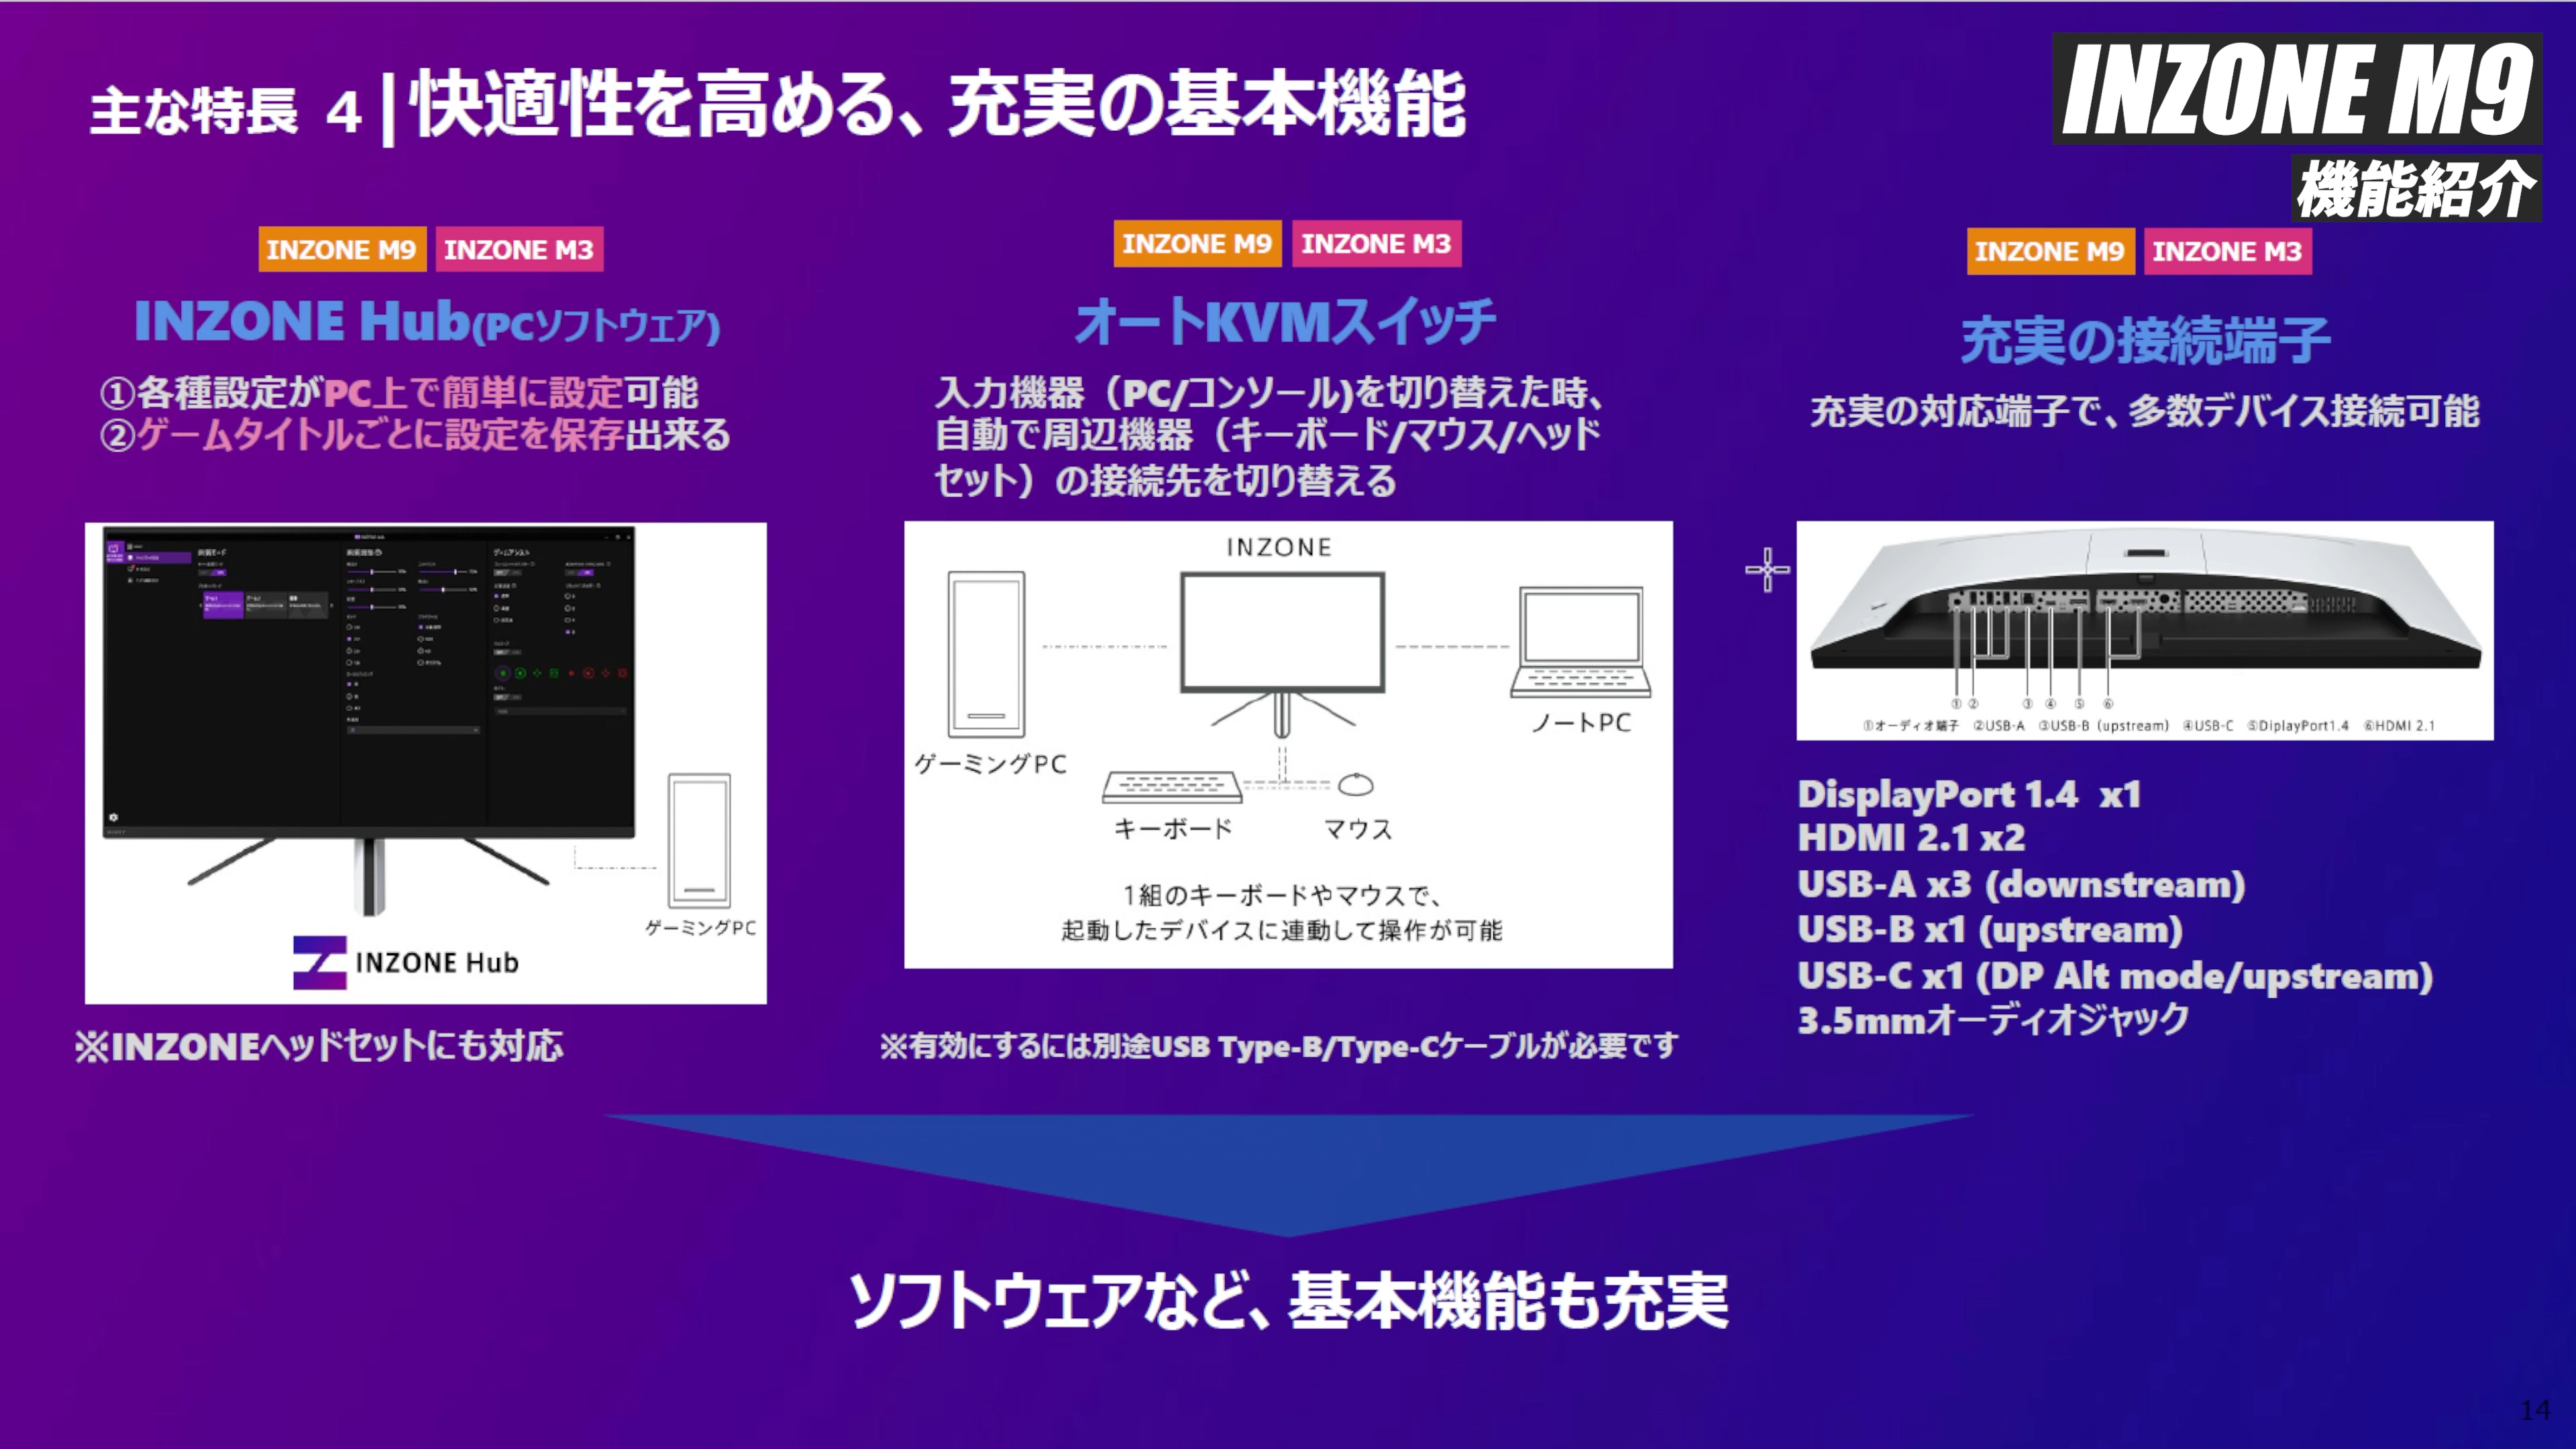 主な特長 4|快適性を高める、充実の基本機能
INZONE M9
機能紹介
INZONE M9 INZONE M3
INZONE Hub(PCソフトウェア)
①各種設定がPC上で簡単に設定可能
②ゲームタイトルごとに設定を保存出来る
ゲーミングPC
INZONE Hub
※INZONEヘッドセットにも対応
INZONE M9 INZONE M3
オートKVMスイッチ
入力機器（PC/コンソール)を切り替えた時、
自動で周辺機器（キーボード/マウス/ヘッド
セット）の接続先を切り替える
INZONE
ゲーミングPC
ノートPC
キーボード
マウス
1組のキーボードやマウスで、
起動したデバイスに連動して操作が可能
※有効にするには別途USB Type-B/Type-Cケーブルが必要です
INZONE M9 INZONE M3
充実の接続端子
充実の対応端子で、多数デバイス接続可能
① ② ③ ④ ⑤ ⑥
①オーディオ端子 ②USB-A ③USB-B (upstream) ④USB-C ⑤DiplayPort1.4 ⑥HDMI 2.1
DisplayPort 1.4 x1
HDMI 2.1 x2
USB-A x3 (downstream)
USB-B x1 (upstream)
USB-C x1 (DP Alt mode/upstream)
3.5mmオーディオジャック
ソフトウェアなど、基本機能も充実
14